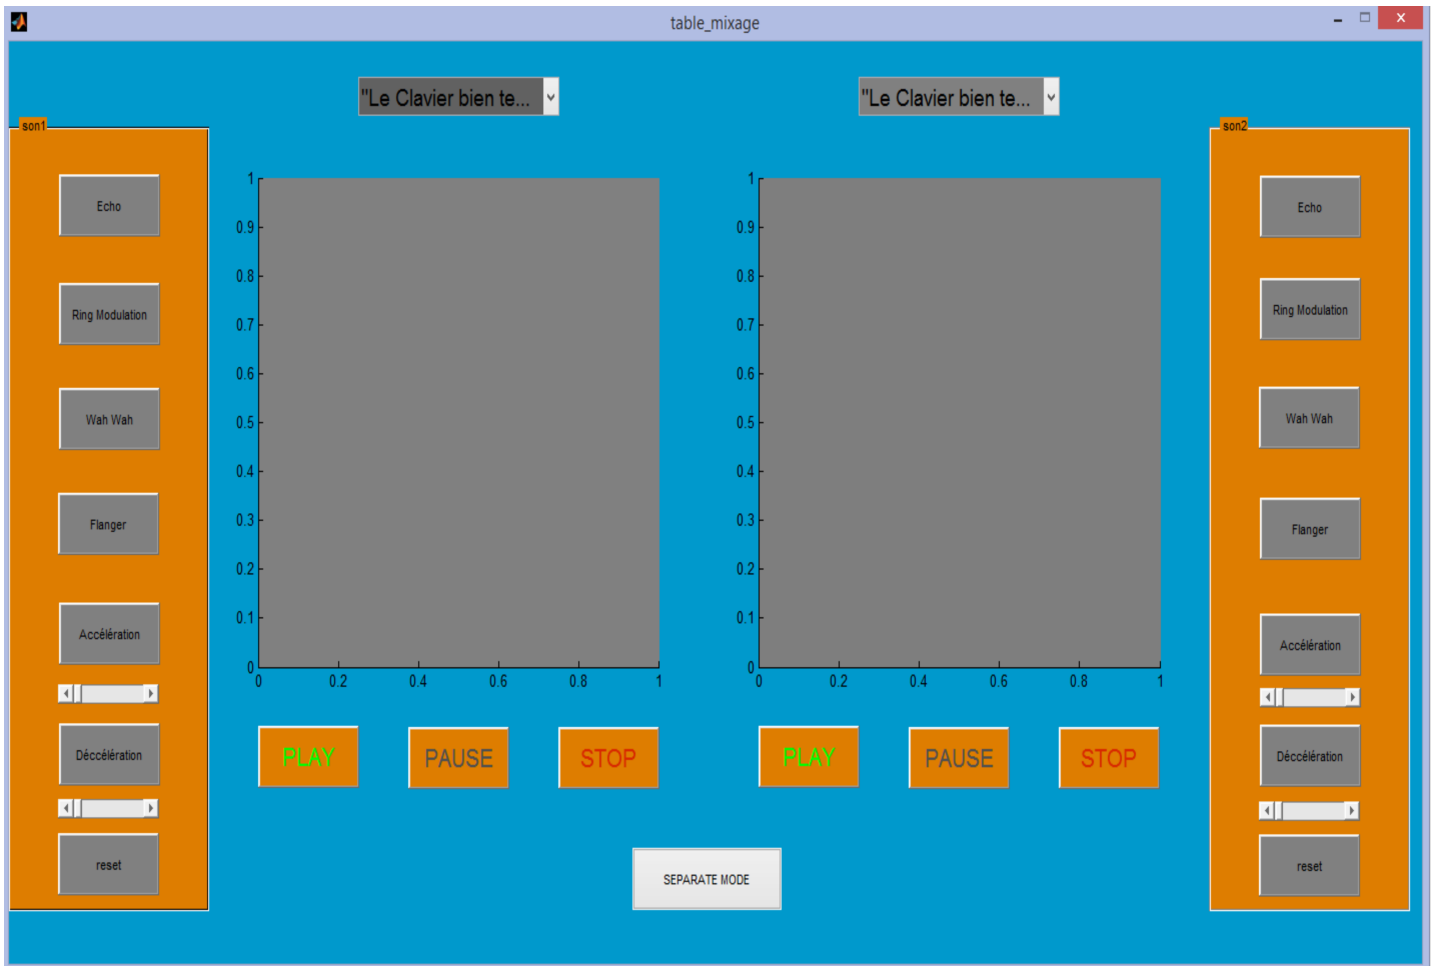 table_mixage
"Le Clavier bien te...
"Le Clavier bien te...
son1
Echo
Ring Modulation
Wah Wah
Flanger
Accélération
Déccélération
reset
1
0.9
0.8
0.7
0.6
0.5
0.4
0.3
0.2
0.1
0
0 0.2 0.4 0.6 0.8 1
PLAY PAUSE STOP
1
0.9
0.8
0.7
0.6
0.5
0.4
0.3
0.2
0.1
0
0 0.2 0.4 0.6 0.8 1
PLAY PAUSE STOP
son2
Echo
Ring Modulation
Wah Wah
Flanger
Accélération
Déccélération
reset
SEPARATE MODE